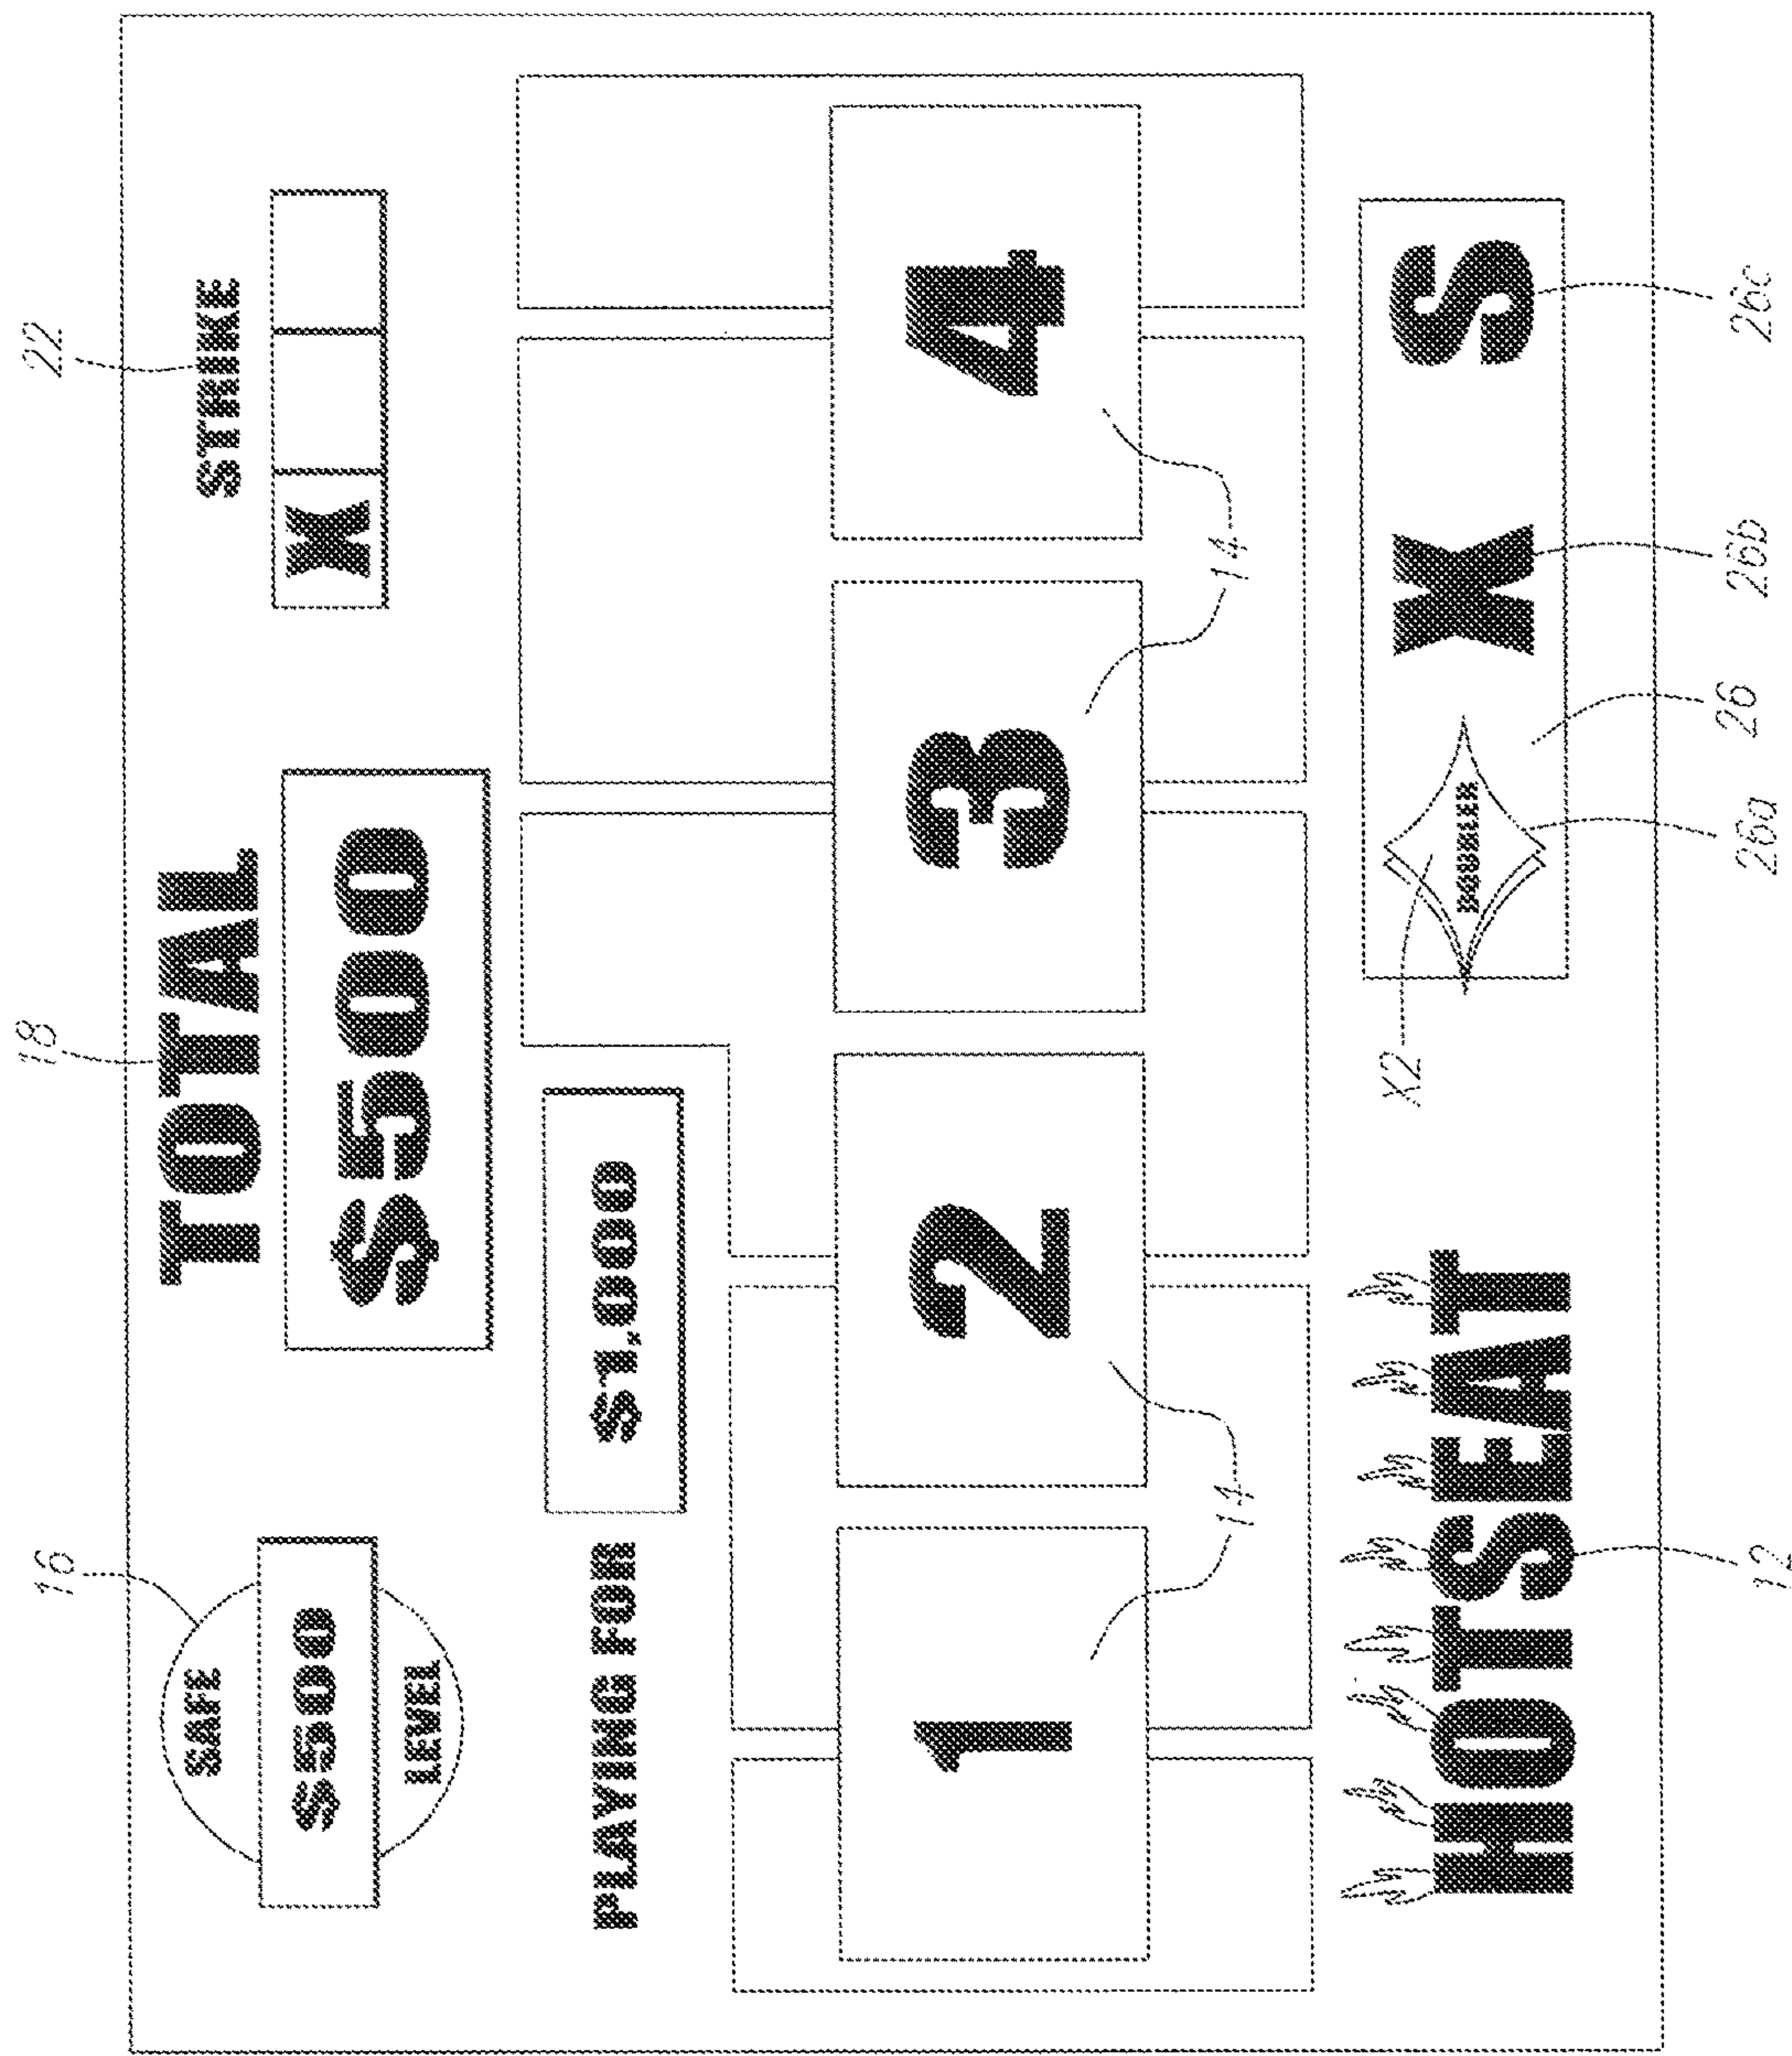 16
18
22
SAFE
$500
LEVEL
TOTAL
$500
STRIKE
X
PLAYING FOR
$1,000
1
2
3
4
14
14
HOTSEAT
X2
DOUBLER
X
S
12
26a
26
26b
26c